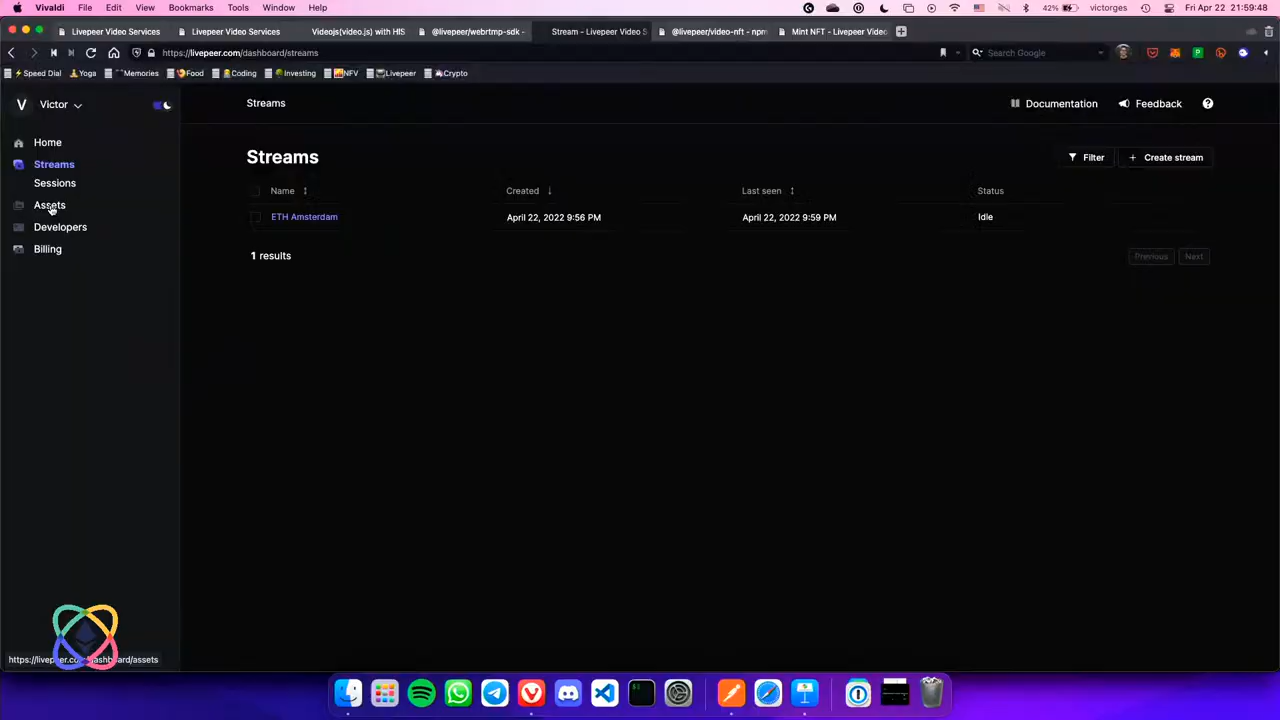 Vivaldi File Edit View Bookmarks Tools Window Help 42% victorges Fri Apr 22 21:59:48
Livepeer Video Services Livepeer Video Services Videojs(video.js) with HlS @livepeer/webrtmp-sdk - Stream - Livepeer Video S @livepeer/video-nft - npm Mint NFT - Livepeer Video
https://livepeer.com/dashboard/streams Search Google
⚡Speed Dial 🧘Yoga Memories Food Coding Investing NFV Livepeer Crypto
V Victor Streams Documentation Feedback
Home
Streams
Sessions
Assets
Developers
Billing
Streams Filter + Create stream
Name Created Last seen Status
ETH Amsterdam April 22, 2022 9:56 PM April 22, 2022 9:59 PM Idle
1 results Previous Next